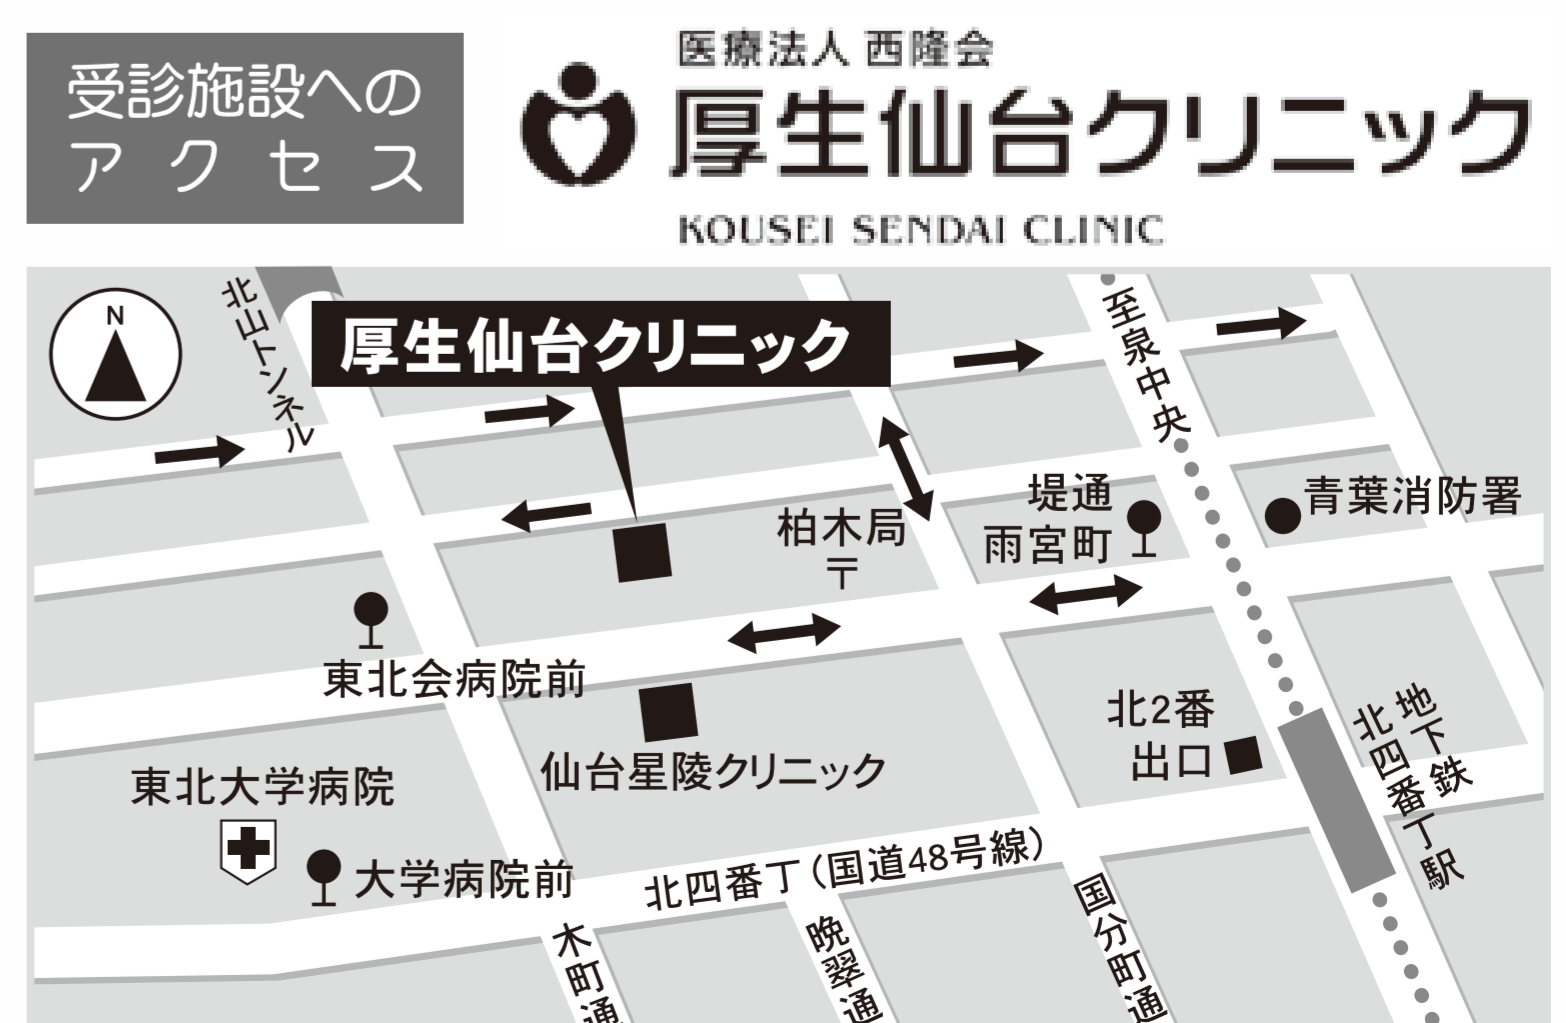 受診施設への
アクセス
医療法人 西隆会
厚生仙台クリニック
KOUSEI SENDAI CLINIC
N
北山トンネル
厚生仙台クリニック
至泉中央
堤通
雨宮町
青葉消防署
柏木局
〒
東北会病院前
仙台星陵クリニック
北2番
出口
地下鉄
北四番丁駅
東北大学病院
大学病院前
北四番丁(国道48号線)
木町通
晩翠通
国分町通